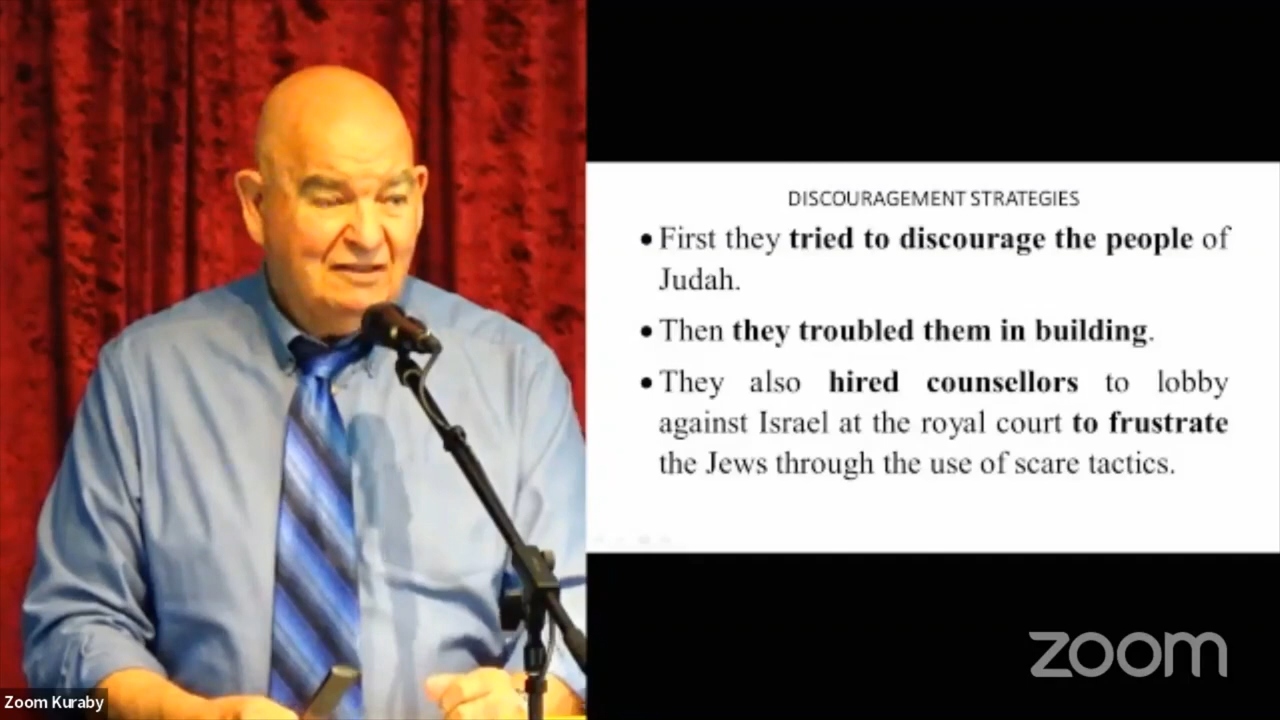 DISCOURAGEMENT STRATEGIES
• First they tried to discourage the people of
Judah.
• Then they troubled them in building.
• They also hired counsellors to lobby
against Israel at the royal court to frustrate
the Jews through the use of scare tactics.
zoom
Zoom Kuraby